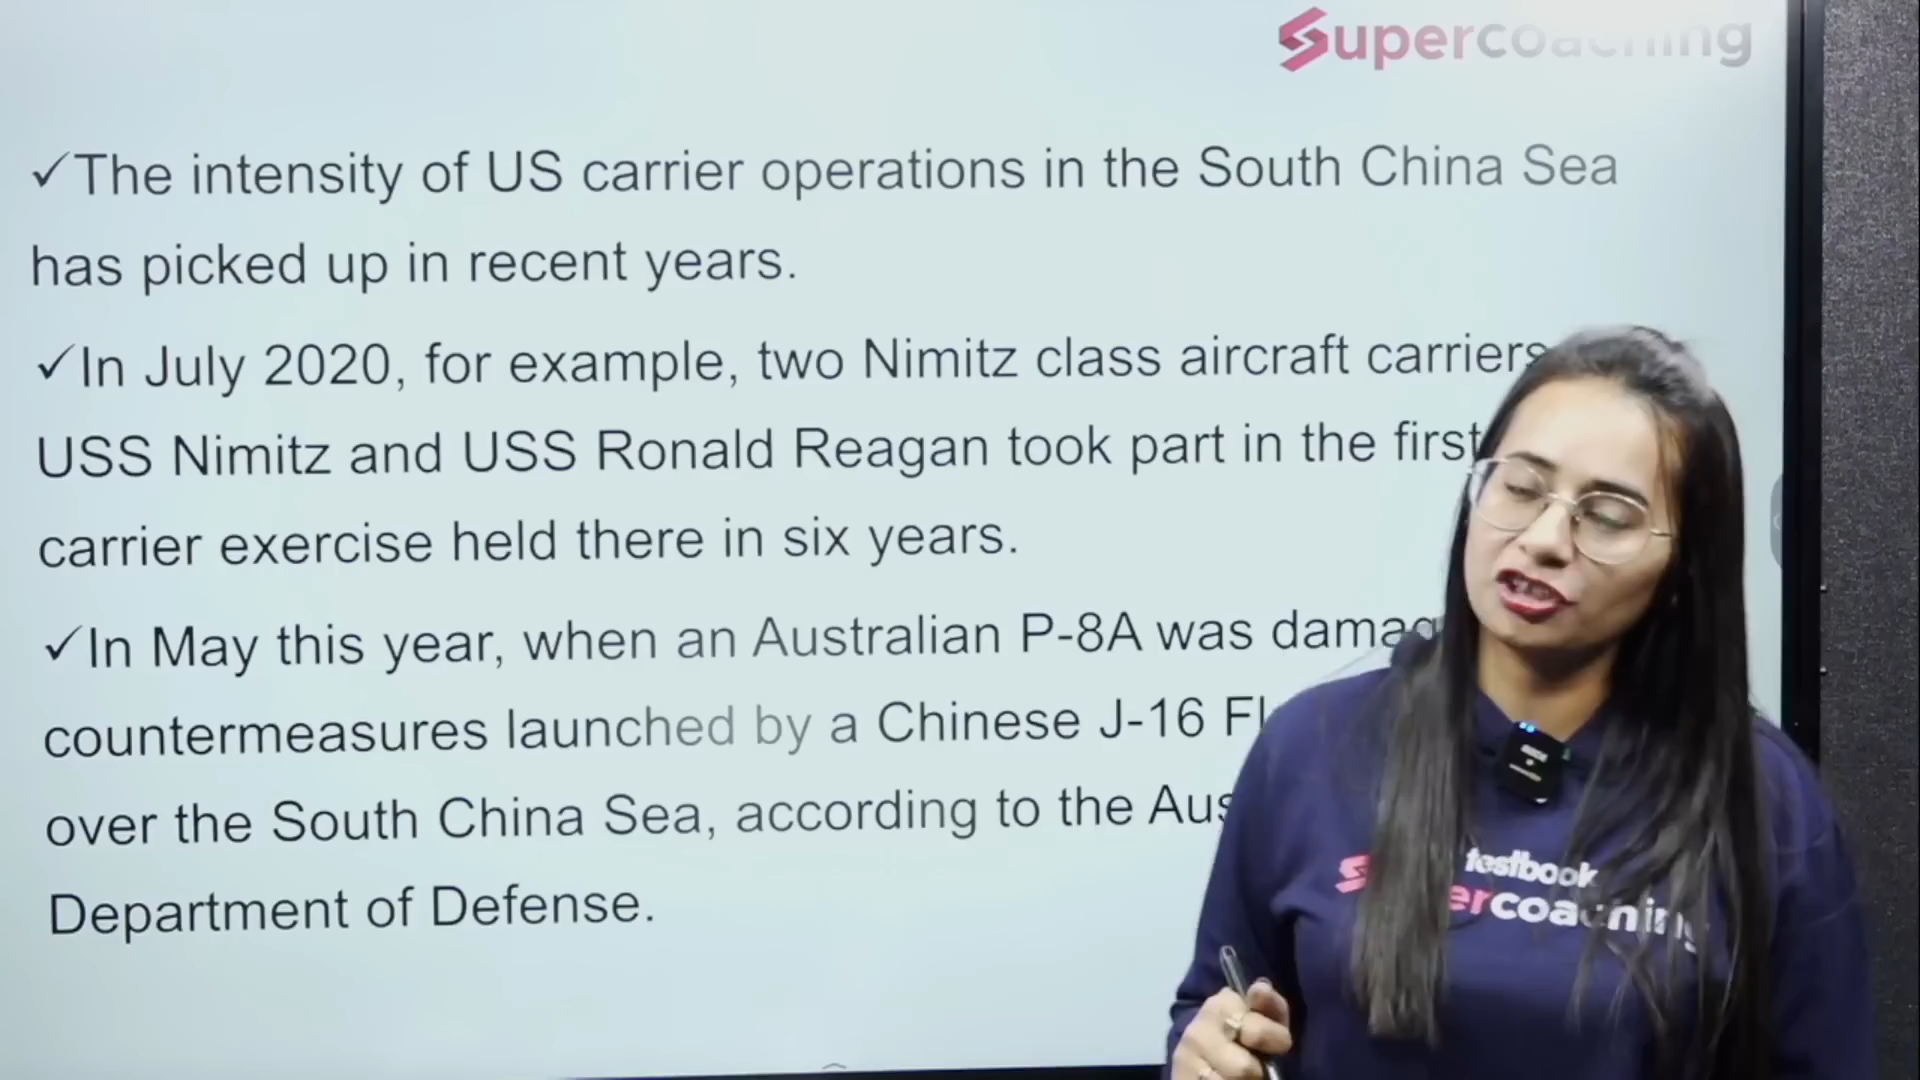 Supercoaching
✓The intensity of US carrier operations in the South China Sea
has picked up in recent years.
✓In July 2020, for example, two Nimitz class aircraft carriers
USS Nimitz and USS Ronald Reagan took part in the first
carrier exercise held there in six years.
✓In May this year, when an Australian P-8A was
countermeasures launched by a Chinese J-16
over the South China Sea, according to the
Department of Defense.
testbook